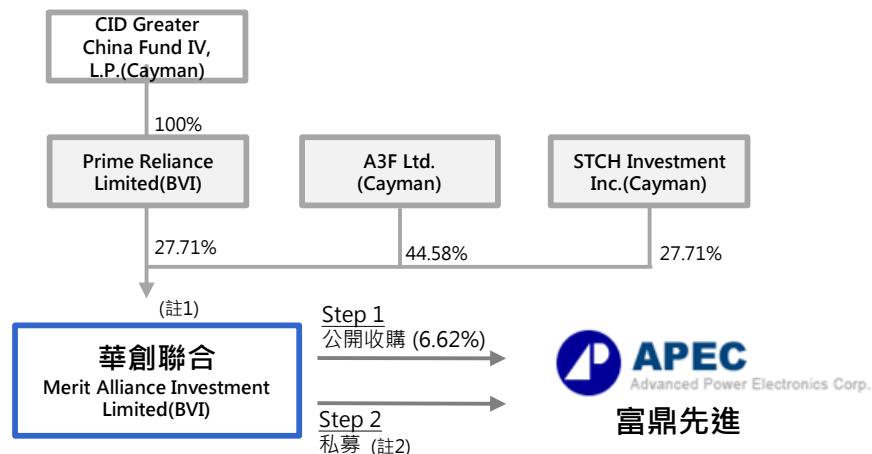 CID Greater
China Fund IV,
L.P.(Cayman)
100%
Prime Reliance
Limited(BVI)
A3F Ltd.
(Cayman)
STCH Investment
Inc.(Cayman)
27.71%
44.58%
27.71%
(註1)
華創聯合
Merit Alliance Investment
Limited(BVI)
Step 1
公開收購 (6.62%)
Step 2
私募 (註2)
APEC
Advanced Power Electronics Corp.
富鼎先進